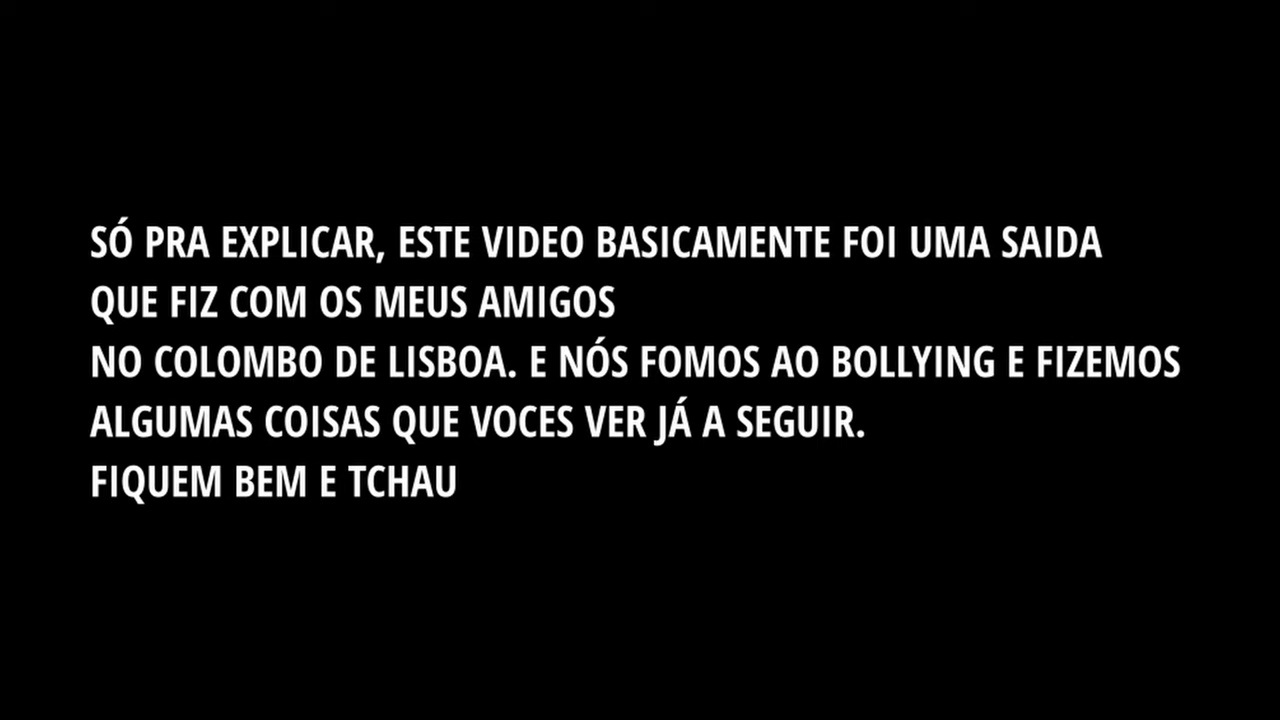 SÓ PRA EXPLICAR, ESTE VIDEO BASICAMENTE FOI UMA SAIDA
QUE FIZ COM OS MEUS AMIGOS
NO COLOMBO DE LISBOA. E NÓS FOMOS AO BOLLYING E FIZEMOS
ALGUMAS COISAS QUE VOCES VER JÁ A SEGUIR.
FIQUEM BEM E TCHAU